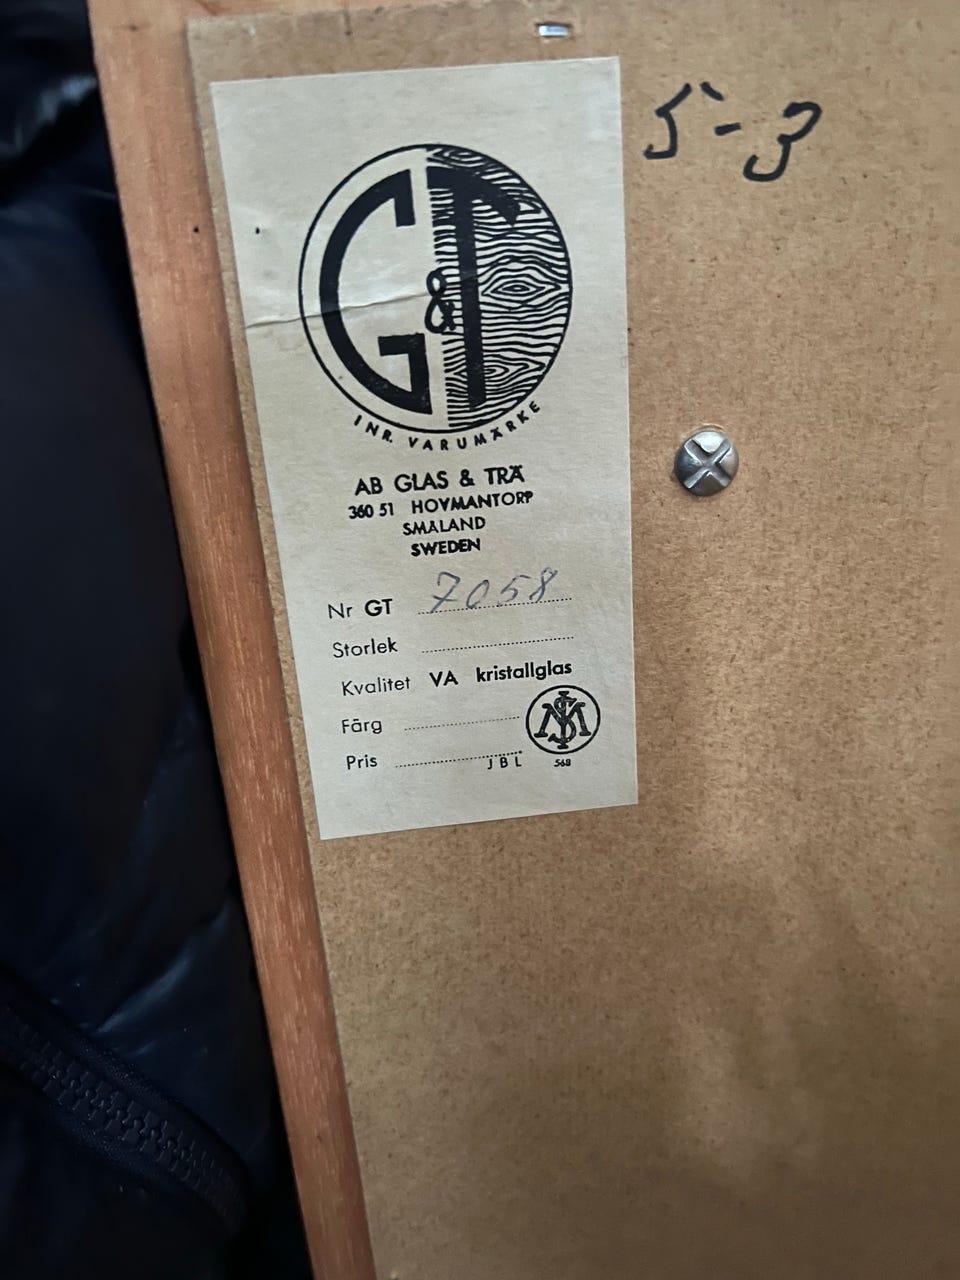 5-3
G&T
INR. VARUMÄRKE
AB GLAS & TRÄ
360 51 HOVMANTORP
SMÅLAND
SWEDEN
Nr GT 7058
Storlek
Kvalitet VA kristallglas
Färg
Pris
JBL 568